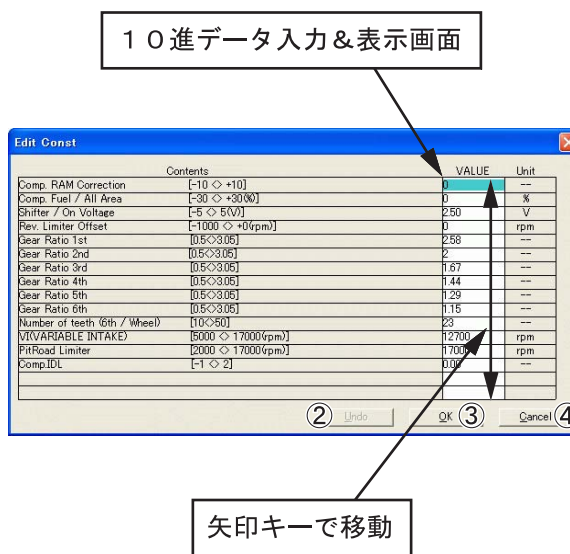 １０進データ入力＆表示画面
Edit Const
Contents VALUE Unit
Comp. RAM Correction [-10 ◇ +10] 0 --
Comp. Fuel / All Area [-30 ◇ +30(%)] 0 %
Shifter / On Voltage [-5 ◇ 5(V)] 2.50 V
Rev. Limiter Offset [-1000 ◇ +0(rpm)] 0 rpm
Gear Ratio 1st [0.5◇3.05] 2.58 --
Gear Ratio 2nd [0.5◇3.05] 2 --
Gear Ratio 3rd [0.5◇3.05] 1.67 --
Gear Ratio 4th [0.5◇3.05] 1.44 --
Gear Ratio 5th [0.5◇3.05] 1.29 --
Gear Ratio 6th [0.5◇3.05] 1.15 --
Number of teeth (6th / Wheel) [10◇50] 23 --
VI(VARIABLE INTAKE) [5000 ◇ 17000(rpm)] 12700 rpm
PitRoad Limiter [2000 ◇ 17000(rpm)] 17000 rpm
Comp.IDL [-1 ◇ 2] 0.00 --
② Undo OK ③ Cancel ④
矢印キーで移動